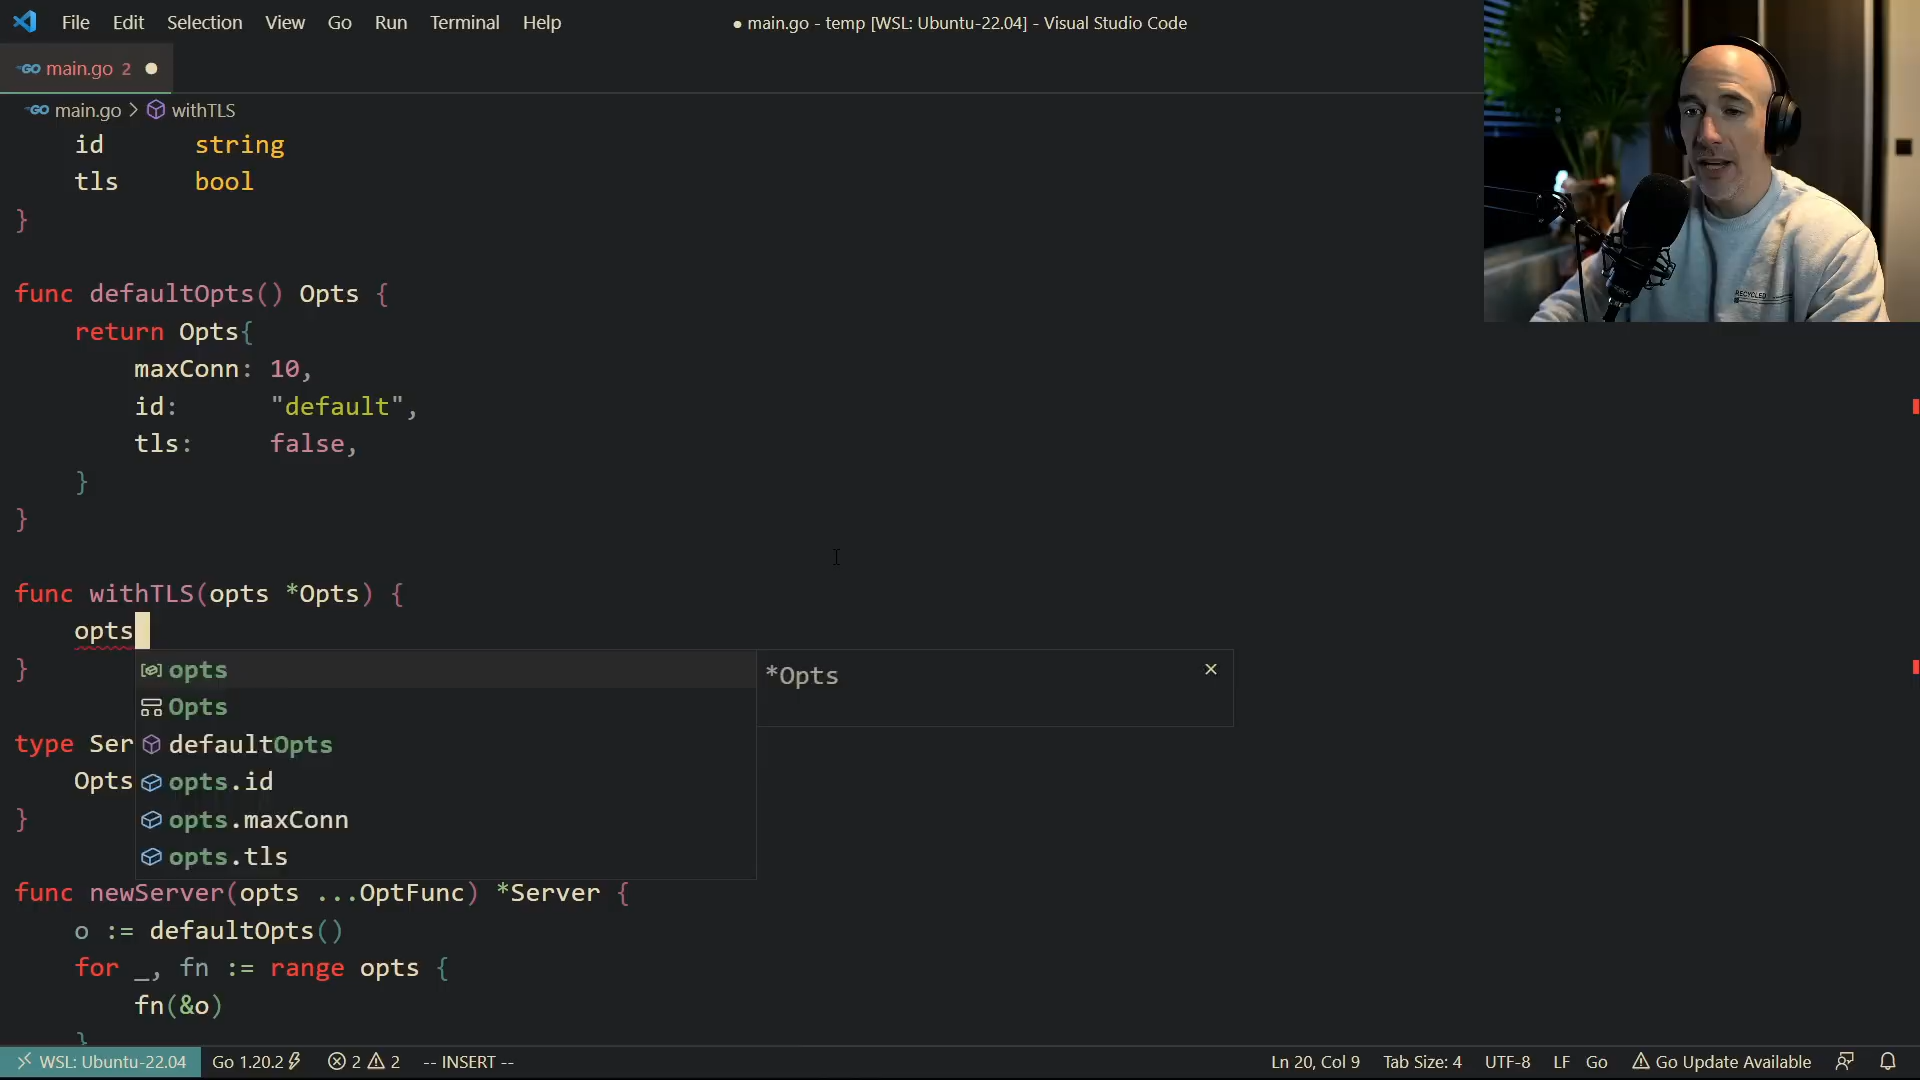 File Edit Selection View Go Run Terminal Help
● main.go - temp [WSL: Ubuntu-22.04] - Visual Studio Code
GO main.go 2 ●
GO main.go > withTLS
id string
tls bool
}
func defaultOpts() Opts {
return Opts{
maxConn: 10,
id: "default",
tls: false,
}
}
func withTLS(opts *Opts) {
opts
}
opts
*Opts ×
Opts
type Ser
defaultOpts
Opts
opts.id
}
opts.maxConn
opts.tls
func newServer(opts ...OptFunc) *Server {
o := defaultOpts()
for _, fn := range opts {
fn(&o)
}
WSL: Ubuntu-22.04 Go 1.20.2 2 2 -- INSERT -- Ln 20, Col 9 Tab Size: 4 UTF-8 LF Go Go Update Available
RECYCLED